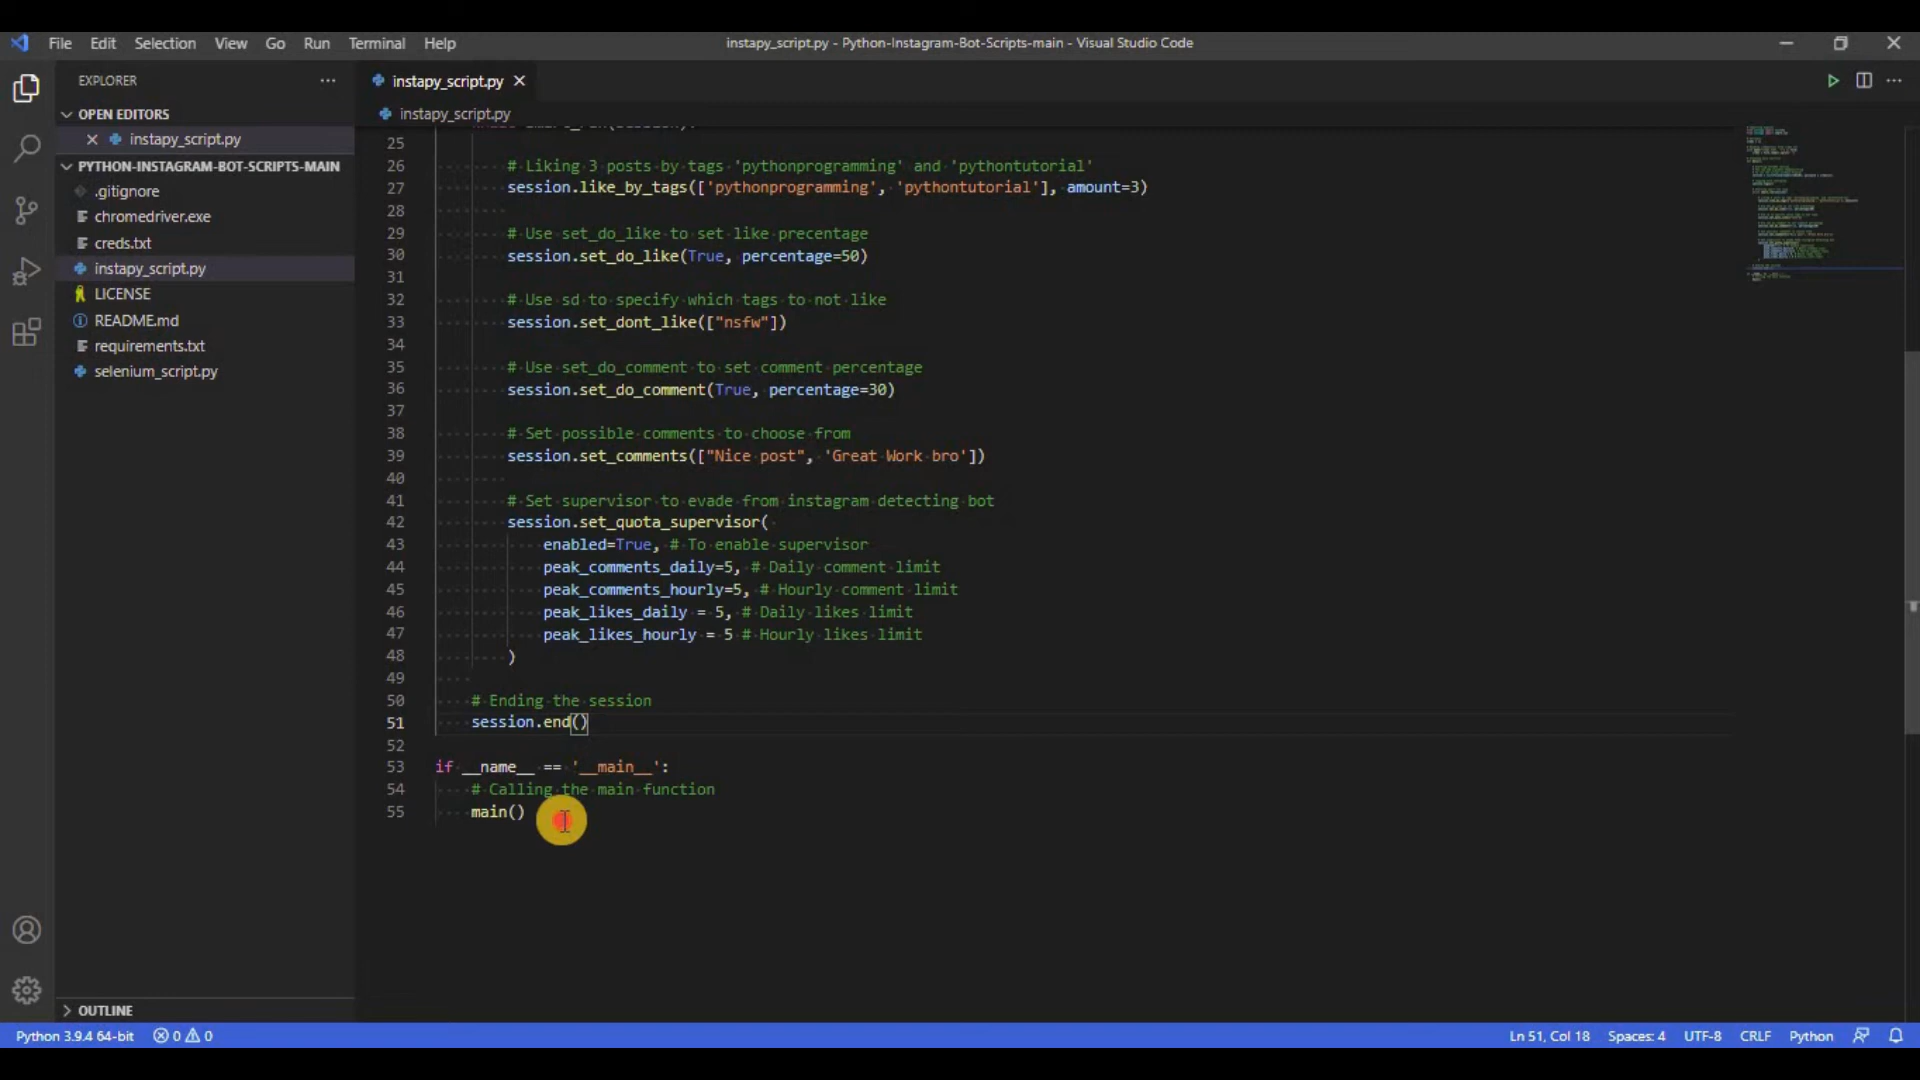 File Edit Selection View Go Run Terminal Help
instapy_script.py - Python-Instagram-Bot-Scripts-main - Visual Studio Code
EXPLORER
OPEN EDITORS
instapy_script.py
PYTHON-INSTAGRAM-BOT-SCRIPTS-MAIN
.gitignore
chromedriver.exe
creds.txt
instapy_script.py
LICENSE
README.md
requirements.txt
selenium_script.py
OUTLINE
instapy_script.py
instapy_script.py
25
26 # Liking 3 posts by tags 'pythonprogramming' and 'pythontutorial'
27 session.like_by_tags(['pythonprogramming', 'pythontutorial'], amount=3)
28
29 # Use set_do_like to set like precentage
30 session.set_do_like(True, percentage=50)
31
32 # Use sd to specify which tags to not like
33 session.set_dont_like(["nsfw"])
34
35 # Use set_do_comment to set comment percentage
36 session.set_do_comment(True, percentage=30)
37
38 # Set possible comments to choose from
39 session.set_comments(["Nice post", 'Great Work bro'])
40
41 # Set supervisor to evade from instagram detecting bot
42 session.set_quota_supervisor(
43 enabled=True, # To enable supervisor
44 peak_comments_daily=5, # Daily comment limit
45 peak_comments_hourly=5, # Hourly comment limit
46 peak_likes_daily = 5, # Daily likes limit
47 peak_likes_hourly = 5 # Hourly likes limit
48 )
49
50 # Ending the session
51 session.end()
52
53 if __name__ == '__main__':
54 # Calling the main function
55 main()
Python 3.9.4 64-bit 0 0 Ln 51, Col 18 Spaces: 4 UTF-8 CRLF Python